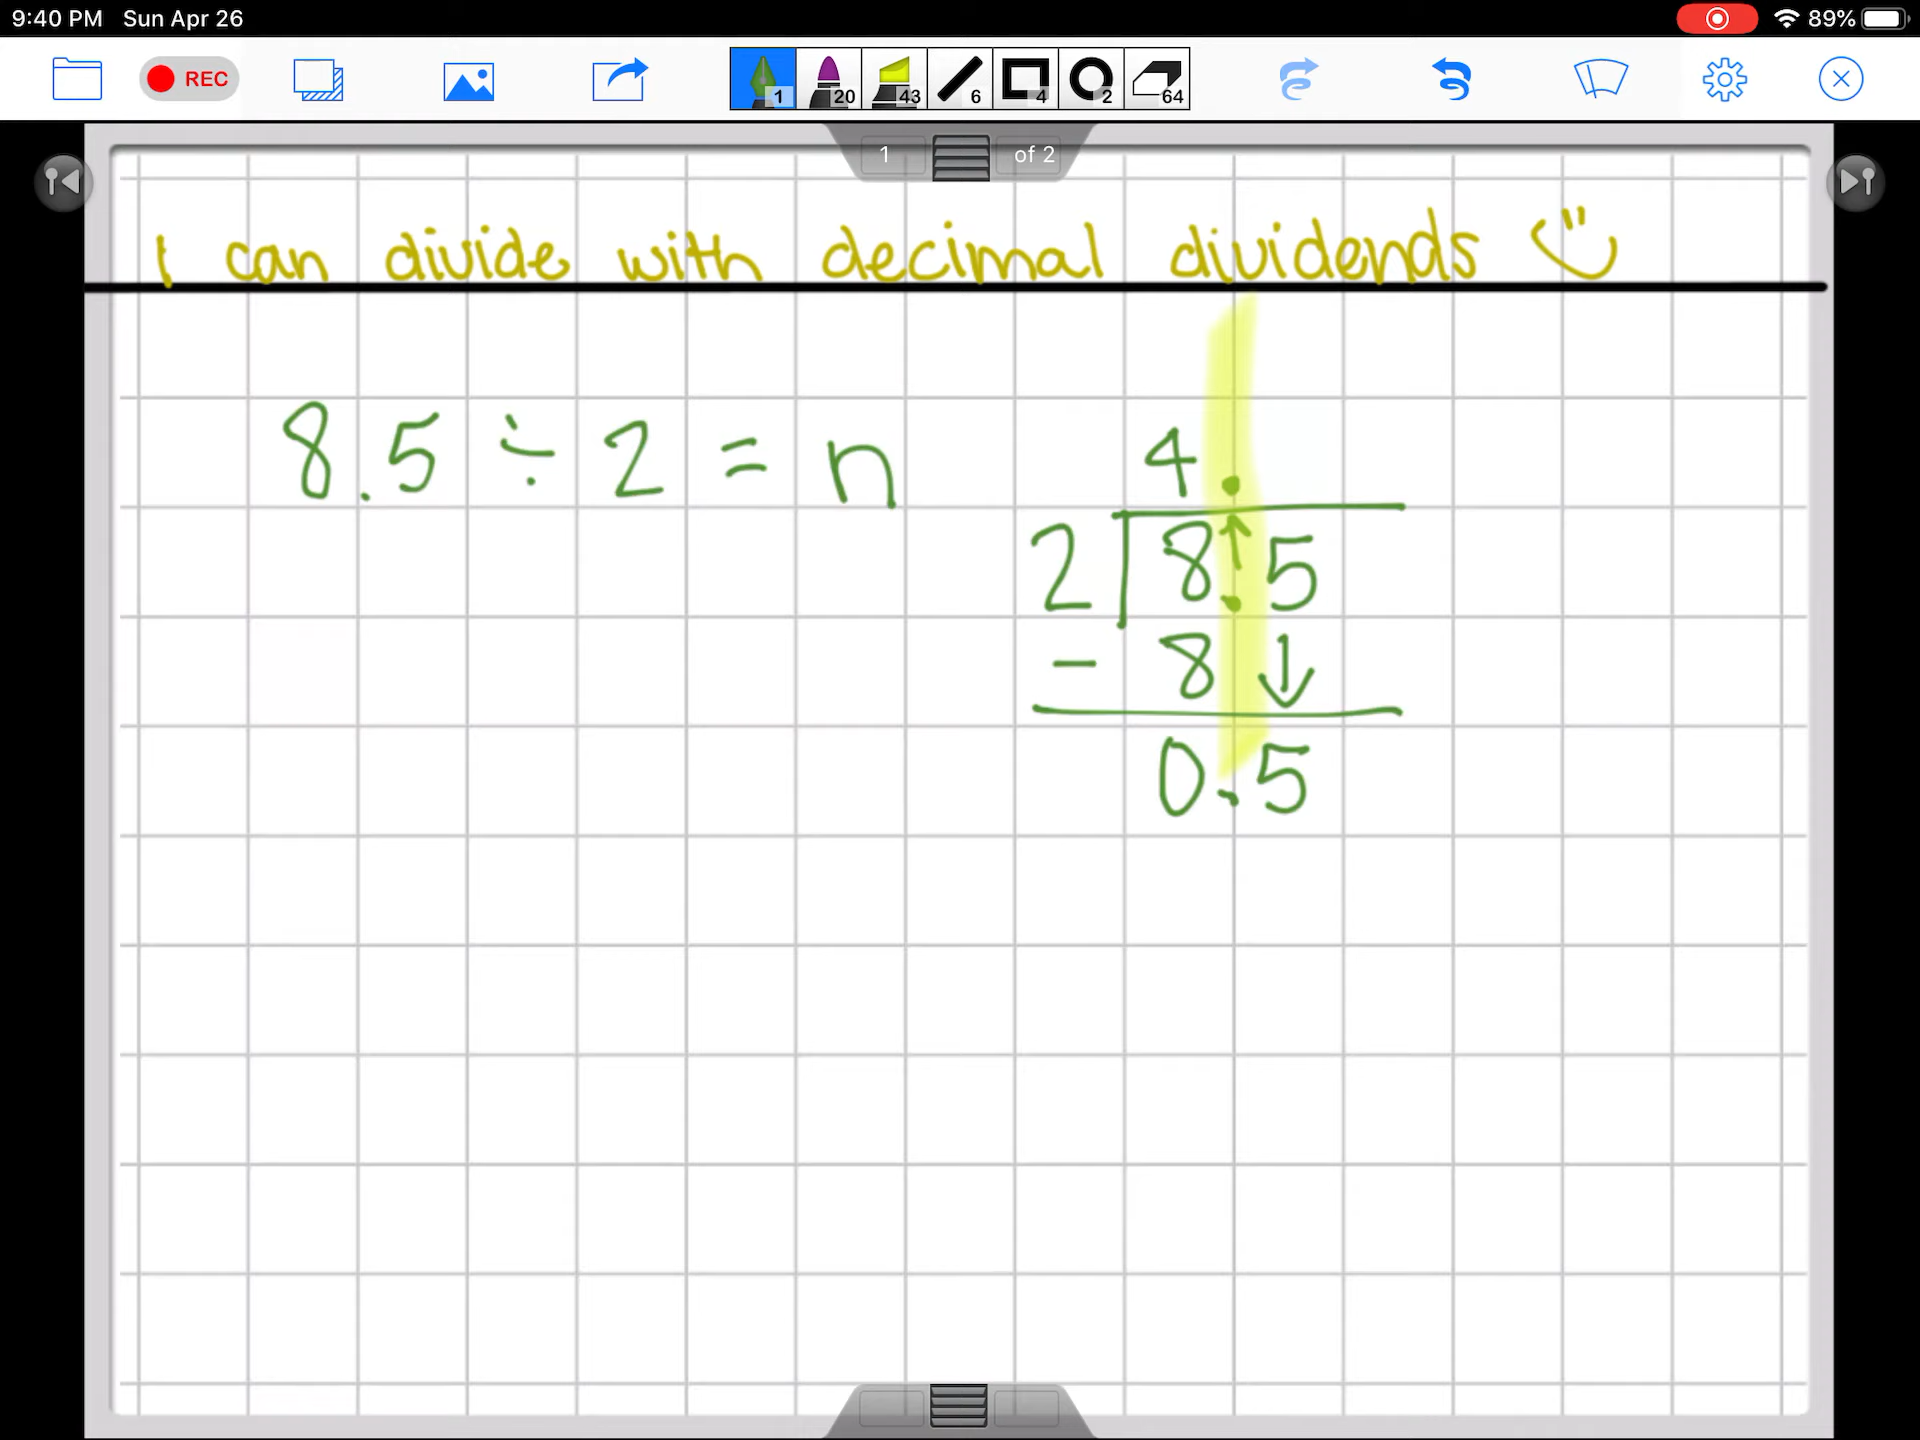 9:40 PM Sun Apr 26 89%
REC 1 20 43 6 4 2 64
1 of 2
I can divide with decimal dividends
8.5 ÷ 2 = n
4.
2 8.5
- 8
0.5